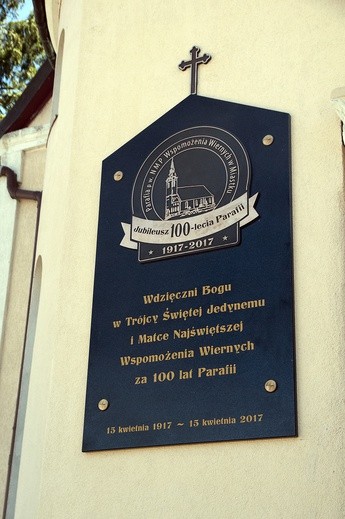 Parafia p.w. N.M.P. Wspomożenia Wiernych w Miastku
Jubileusz 100-lecia Parafii
* 1917-2017 *
Wdzięczni Bogu
w Trójcy Świętej Jedynemu
i Matce Najświętszej
Wspomożenia Wiernych
za 100 lat Parafii
15 kwietnia 1917 ~ 15 kwietnia 2017